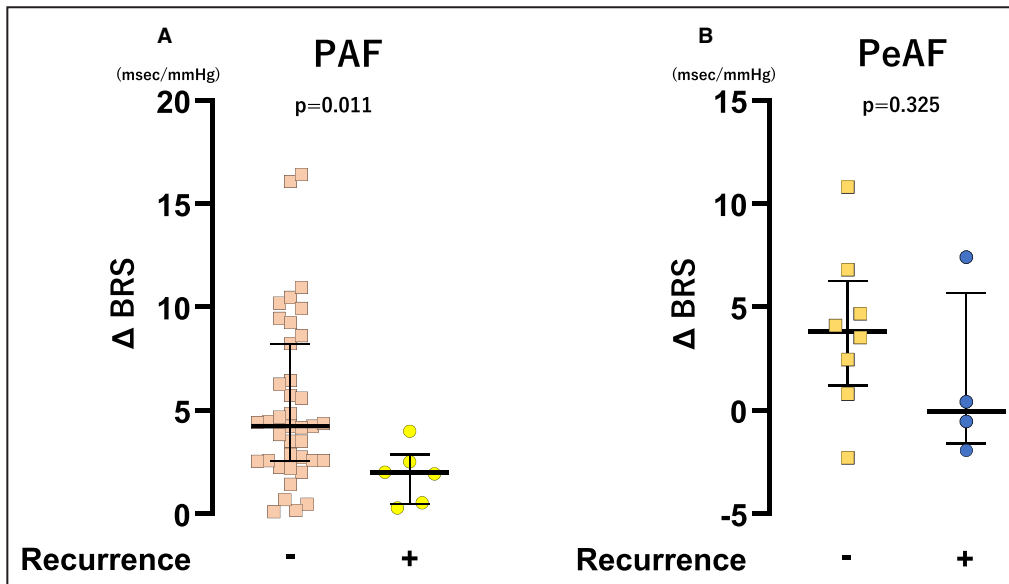 A
PAF
(msec/mmHg)
p=0.011
20
15
10
5
0
Δ BRS
Recurrence - +
B
PeAF
(msec/mmHg)
p=0.325
15
10
5
0
-5
Δ BRS
Recurrence - +